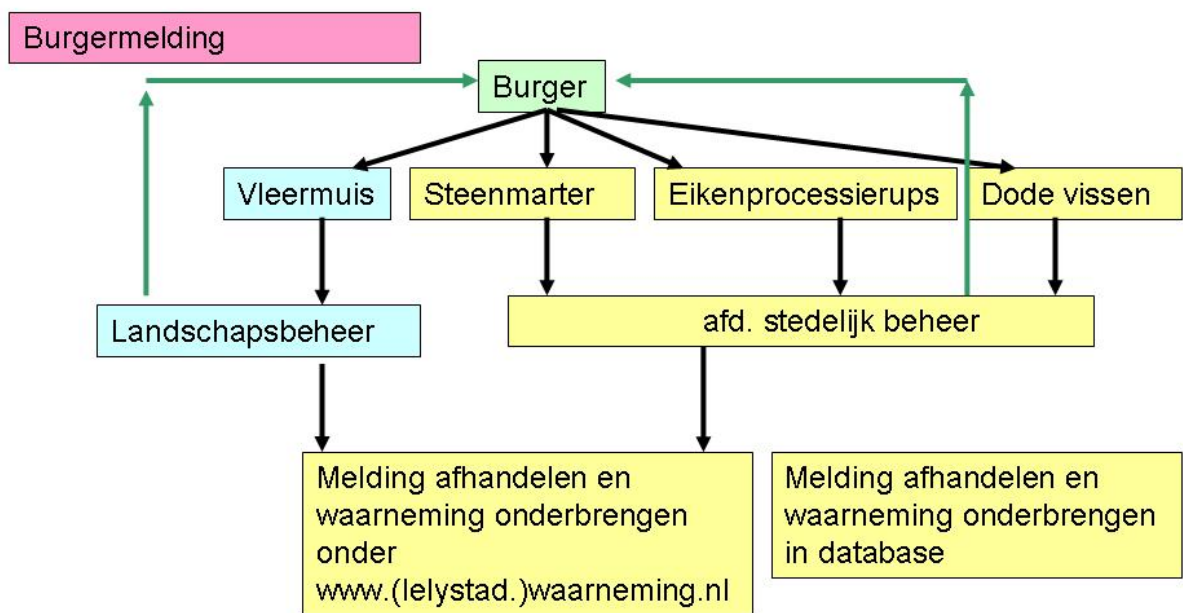 Burgermelding
Burger
Vleermuis
Steenmarter
Eikenprocessierups
Dode vissen
Landschapsbeheer
afd. stedelijk beheer
Melding afhandelen en
waarneming onderbrengen
onder
www.(lelystad.)waarneming.nl
Melding afhandelen en
waarneming onderbrengen
in database